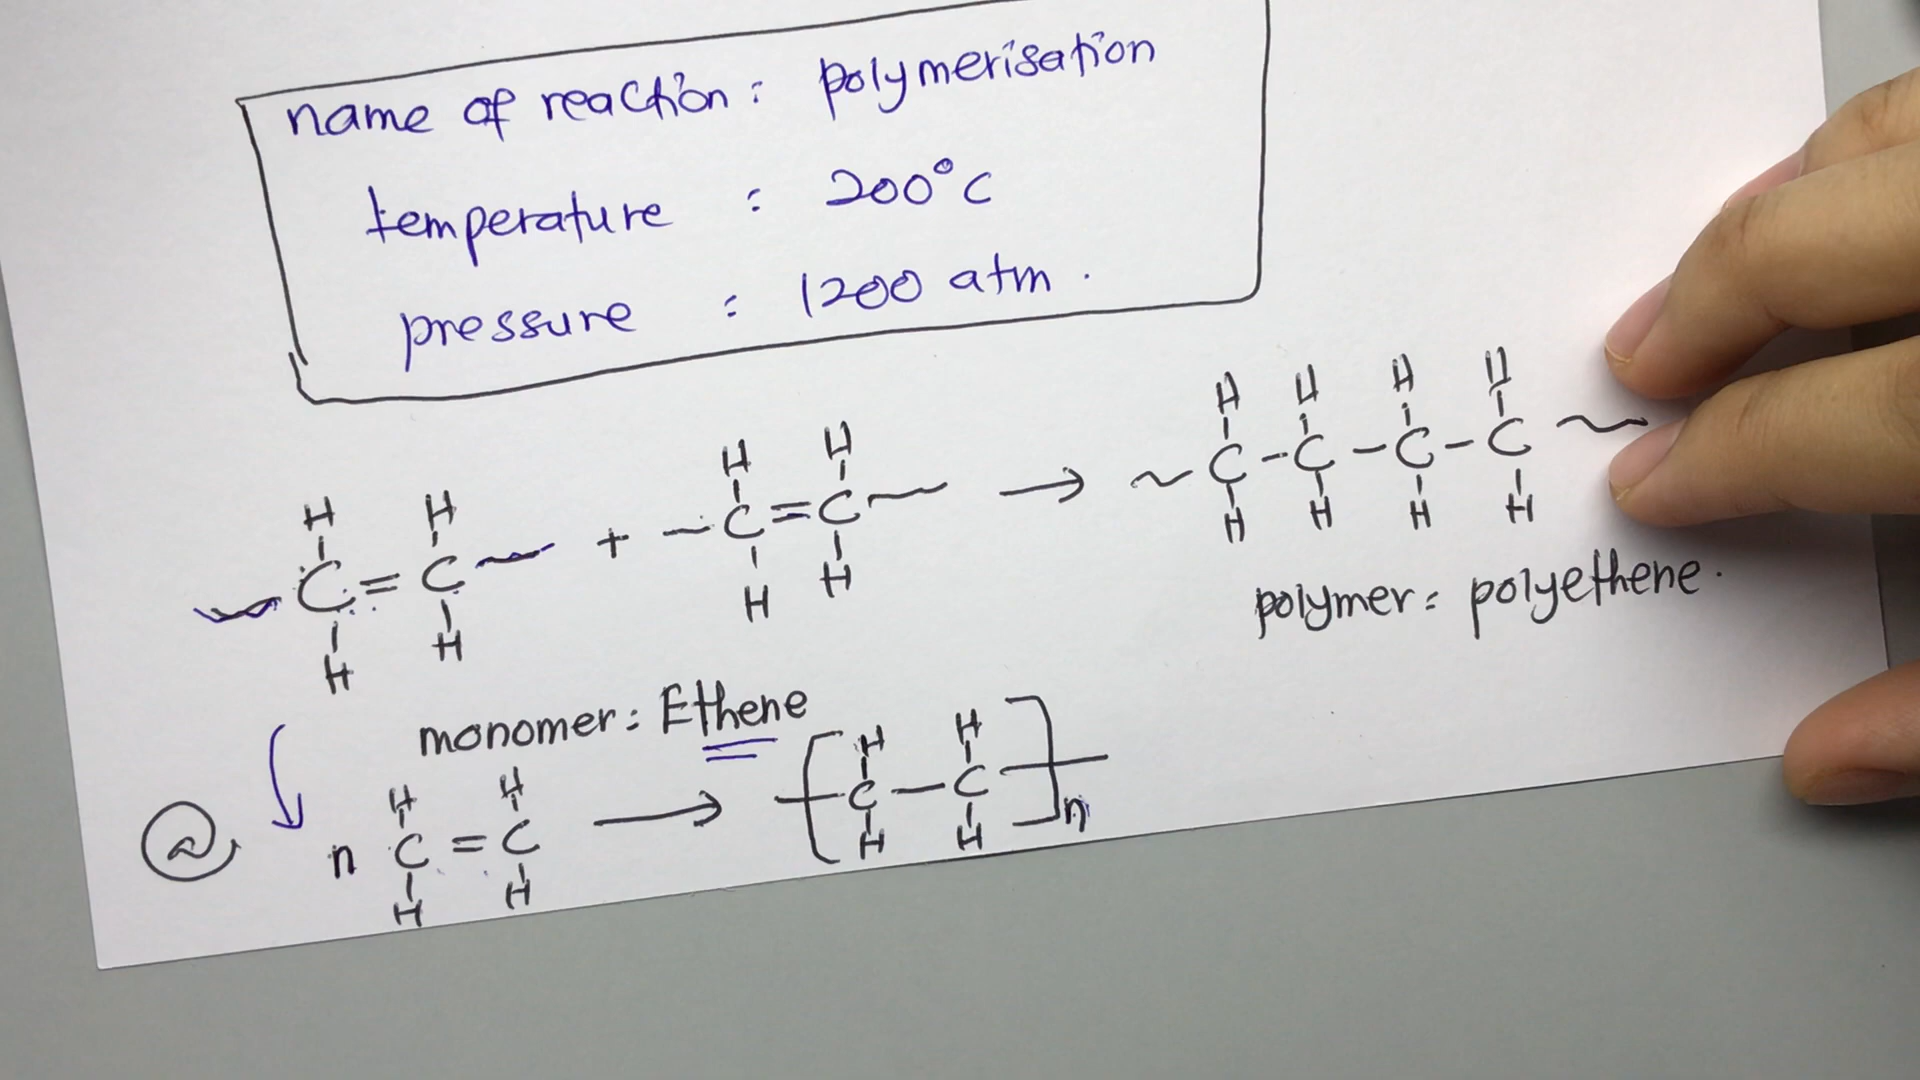 name of reaction: polymerisation
temperature : 200°C
pressure : 1200 atm.
H H H H
C-C-C-C
H H H H
H H
C=C
H H
+
H H
C=C
H H
→
polymer: polyethene.
monomer: Ethene
a
H H
n C=C
H H
→
H H
[C-C]n
H H